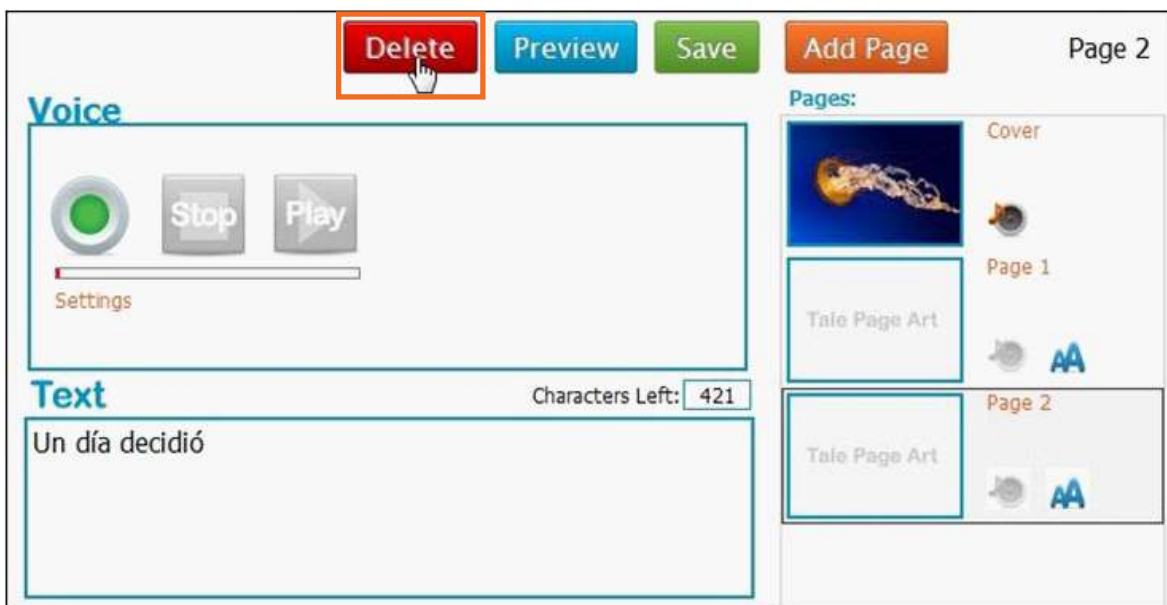 Delete Preview Save Add Page Page 2
Voice
Stop Play
Settings
Text Characters Left: 421
Un día decidió
Pages:
Cover
Page 1
Tale Page Art
AA
Page 2
Tale Page Art
AA